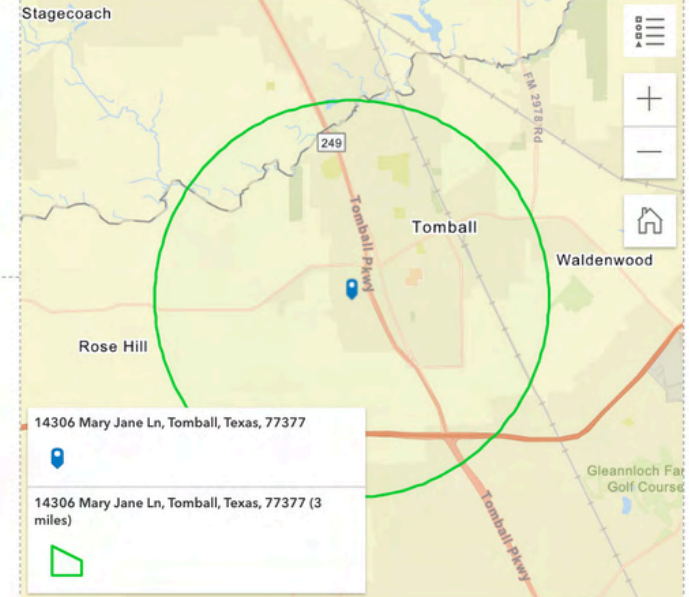 Stagecoach
FM 2978 Rd
249
Tomball Pkwy
Tomball
Waldenwood
Rose Hill
14306 Mary Jane Ln, Tomball, Texas, 77377
14306 Mary Jane Ln, Tomball, Texas, 77377 (3
miles)
Gleannloch Far
Golf Course
Tomball Pkwy